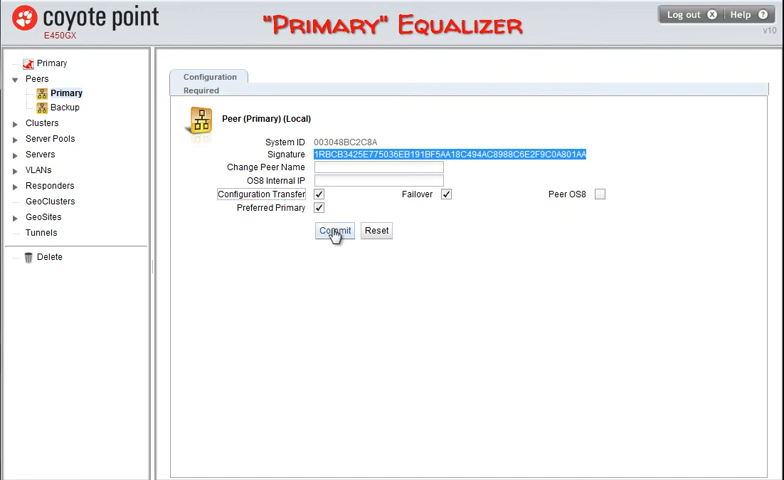 coyote point
E450GX
"PRIMARY" EQUALIZER
Log out
Help
v10
Primary
Peers
Primary
Backup
Clusters
Server Pools
Servers
VLANs
Responders
GeoClusters
GeoSites
Tunnels
Delete
Configuration
Required
Peer (Primary) (Local)
System ID 003048BC2C8A
Signature 1RBCB3425E775036EB191BF5AA18C494AC8988C6E2F9C0A801AA
Change Peer Name
OS8 Internal IP
Configuration Transfer Failover Peer OS8
Preferred Primary
Commit Reset